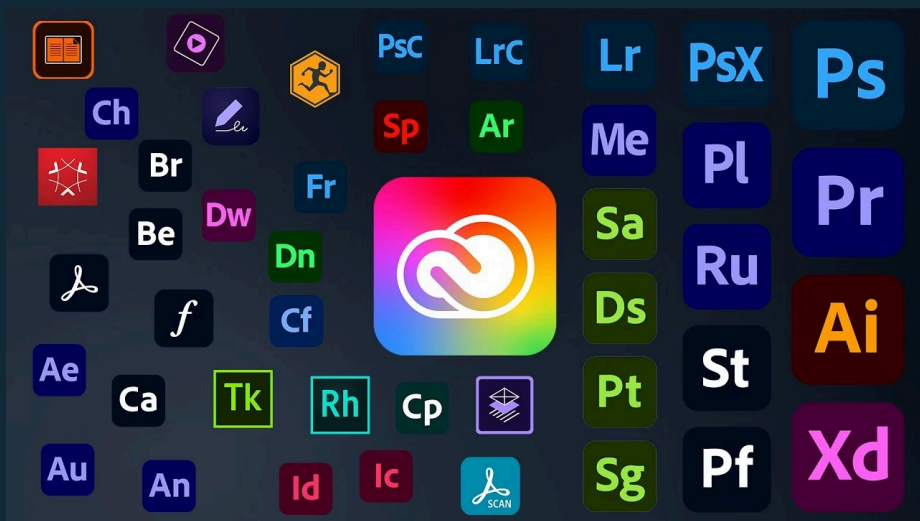 PsC
LrC
Lr
PsX
Ps
Ch
Sp
Ar
Me
Br
Pl
Pr
Fr
Dw
Sa
Be
Dn
Ru
f
Cf
Ds
Ai
Ae
St
Ca
Tk
Rh
Cp
Pt
Au
An
Id
Ic
SCAN
Sg
Pf
Xd